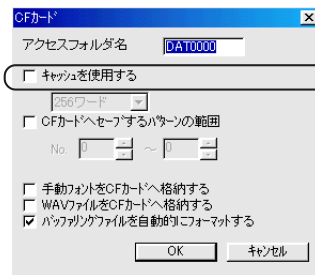 CFカード
アクセスフォルダ名 DAT0000
キャッシュを使用する
256ワード
CFカードへセーブするパターンの範囲
No. 0 ～ 0
手動フォントをCFカードへ格納する
WAVファイルをCFカードへ格納する
バッファリングファイルを自動的にフォーマットする
OK キャンセル